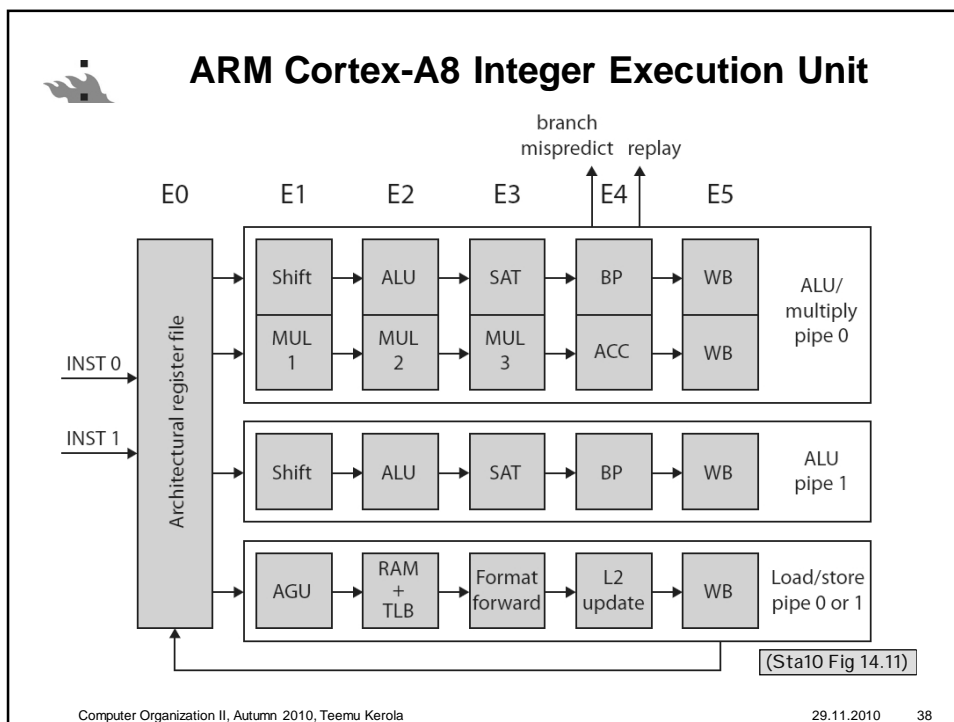 ARM Cortex-A8 Integer Execution Unit
branch
mispredict replay
E0 E1 E2 E3 E4 E5
INST 0
INST 1
Architectural register file
Shift ALU SAT BP WB
MUL MUL MUL ACC WB
1 2 3
ALU/
multiply
pipe 0
Shift ALU SAT BP WB
ALU
pipe 1
AGU
RAM
+
TLB
Format
forward
L2
update
WB
Load/store
pipe 0 or 1
(Sta10 Fig 14.11)
Computer Organization II, Autumn 2010, Teemu Kerola 29.11.2010 38